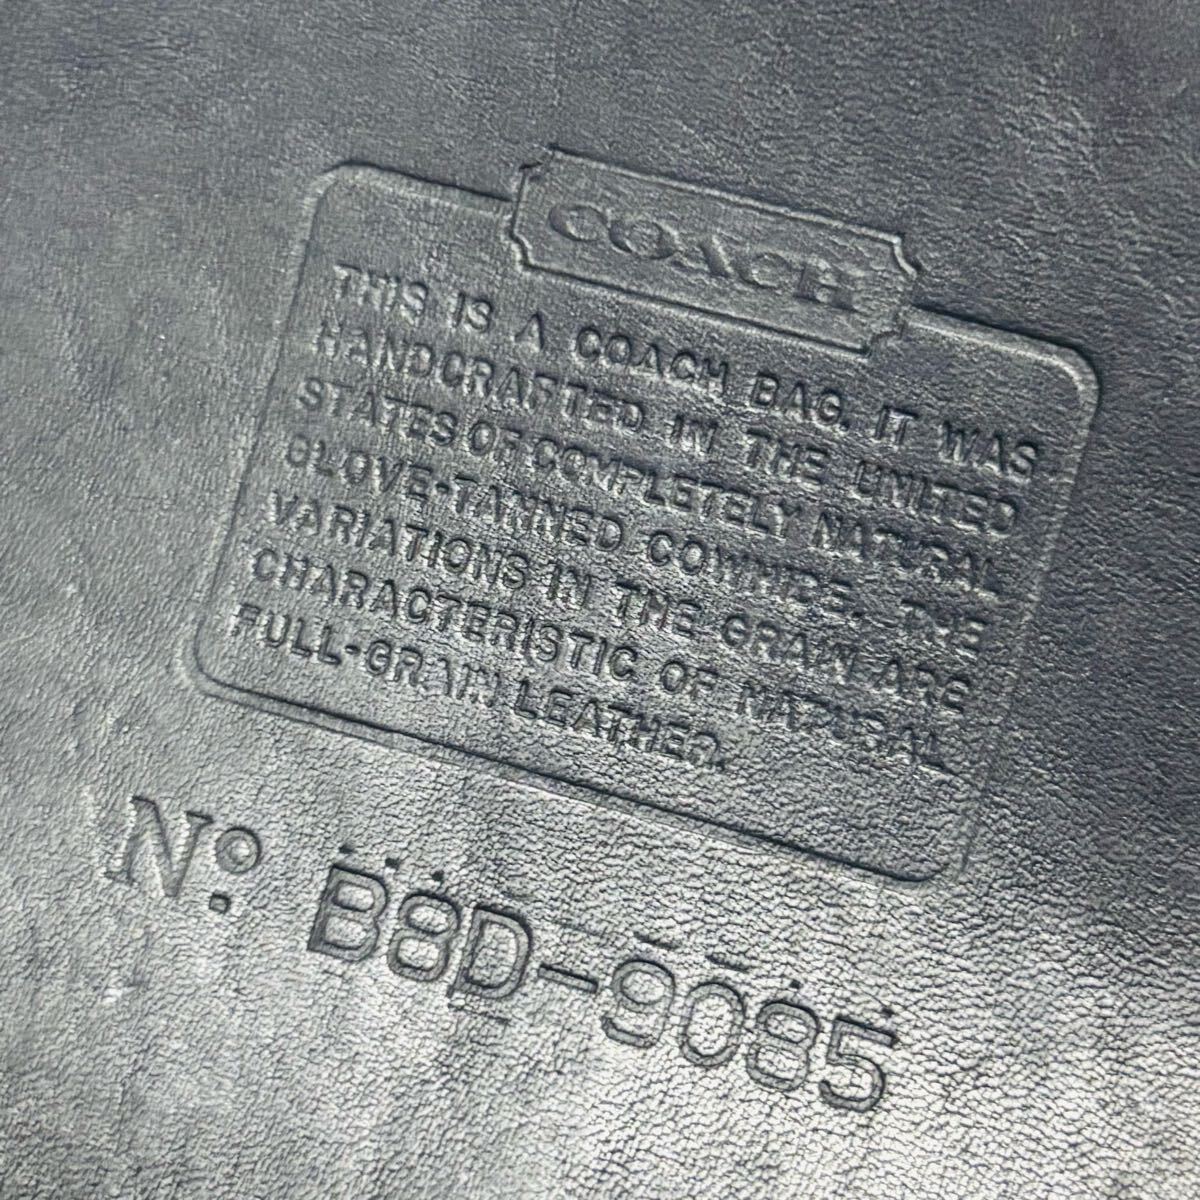 COACH
THIS IS A COACH BAG. IT WAS
HANDCRAFTED IN THE UNITED
STATES OF COMPLETELY NATURAL
GLOVE-TANNED COWHIDE. THE
VARIATIONS IN THE GRAIN ARE
CHARACTERISTIC OF NATURAL
FULL-GRAIN LEATHER.
Nº B8D-9085